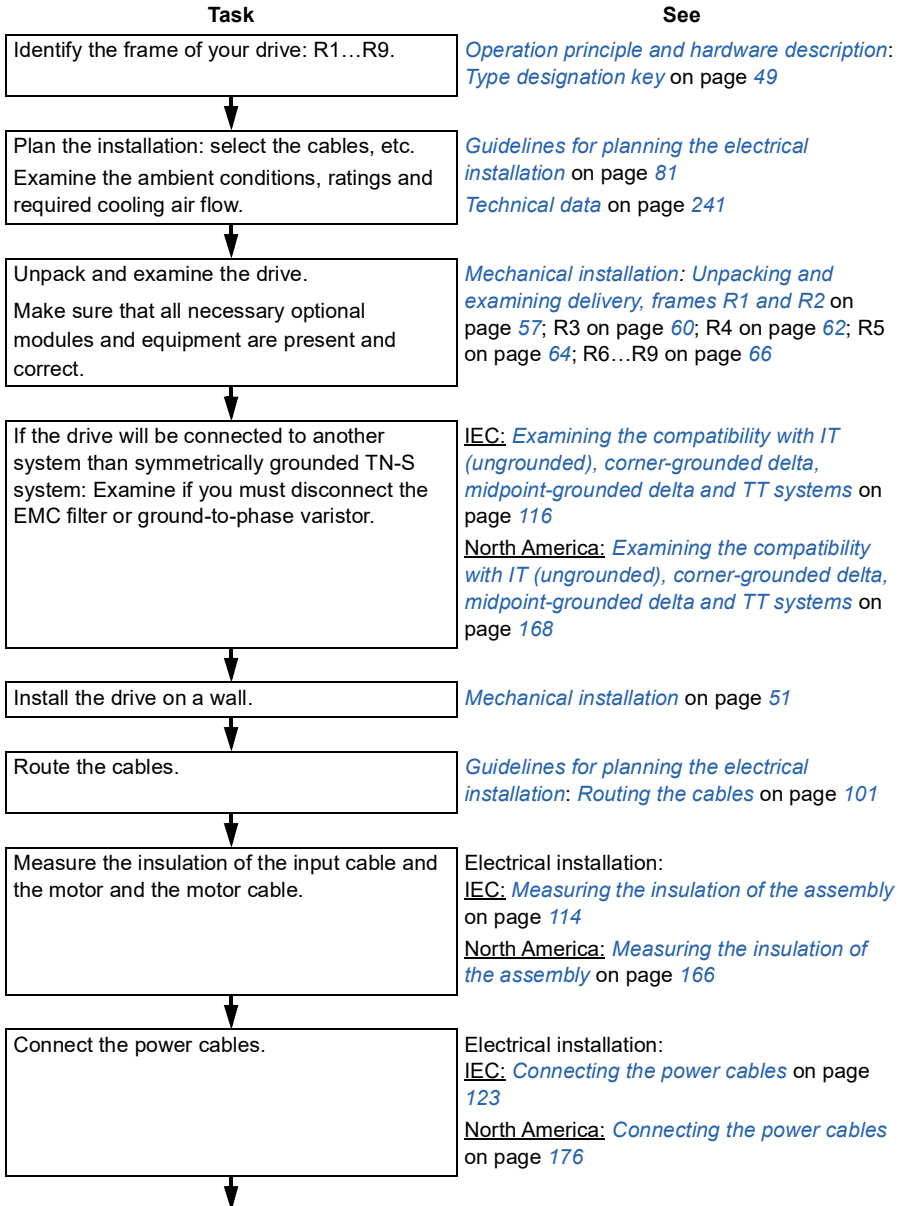 Task
See
Identify the frame of your drive: R1…R9.
Operation principle and hardware description:
Type designation key on page 49
Plan the installation: select the cables, etc.
Examine the ambient conditions, ratings and
required cooling air flow.
Guidelines for planning the electrical
installation on page 81
Technical data on page 241
Unpack and examine the drive.
Make sure that all necessary optional
modules and equipment are present and
correct.
Mechanical installation: Unpacking and
examining delivery, frames R1 and R2 on
page 57; R3 on page 60; R4 on page 62; R5
on page 64; R6…R9 on page 66
If the drive will be connected to another
system than symmetrically grounded TN-S
system: Examine if you must disconnect the
EMC filter or ground-to-phase varistor.
IEC: Examining the compatibility with IT
(ungrounded), corner-grounded delta,
midpoint-grounded delta and TT systems on
page 116
North America: Examining the compatibility
with IT (ungrounded), corner-grounded delta,
midpoint-grounded delta and TT systems on
page 168
Install the drive on a wall.
Mechanical installation on page 51
Route the cables.
Guidelines for planning the electrical
installation: Routing the cables on page 101
Measure the insulation of the input cable and
the motor and the motor cable.
Electrical installation:
IEC: Measuring the insulation of the assembly
on page 114
North America: Measuring the insulation of
the assembly on page 166
Connect the power cables.
Electrical installation:
IEC: Connecting the power cables on page
123
North America: Connecting the power cables
on page 176